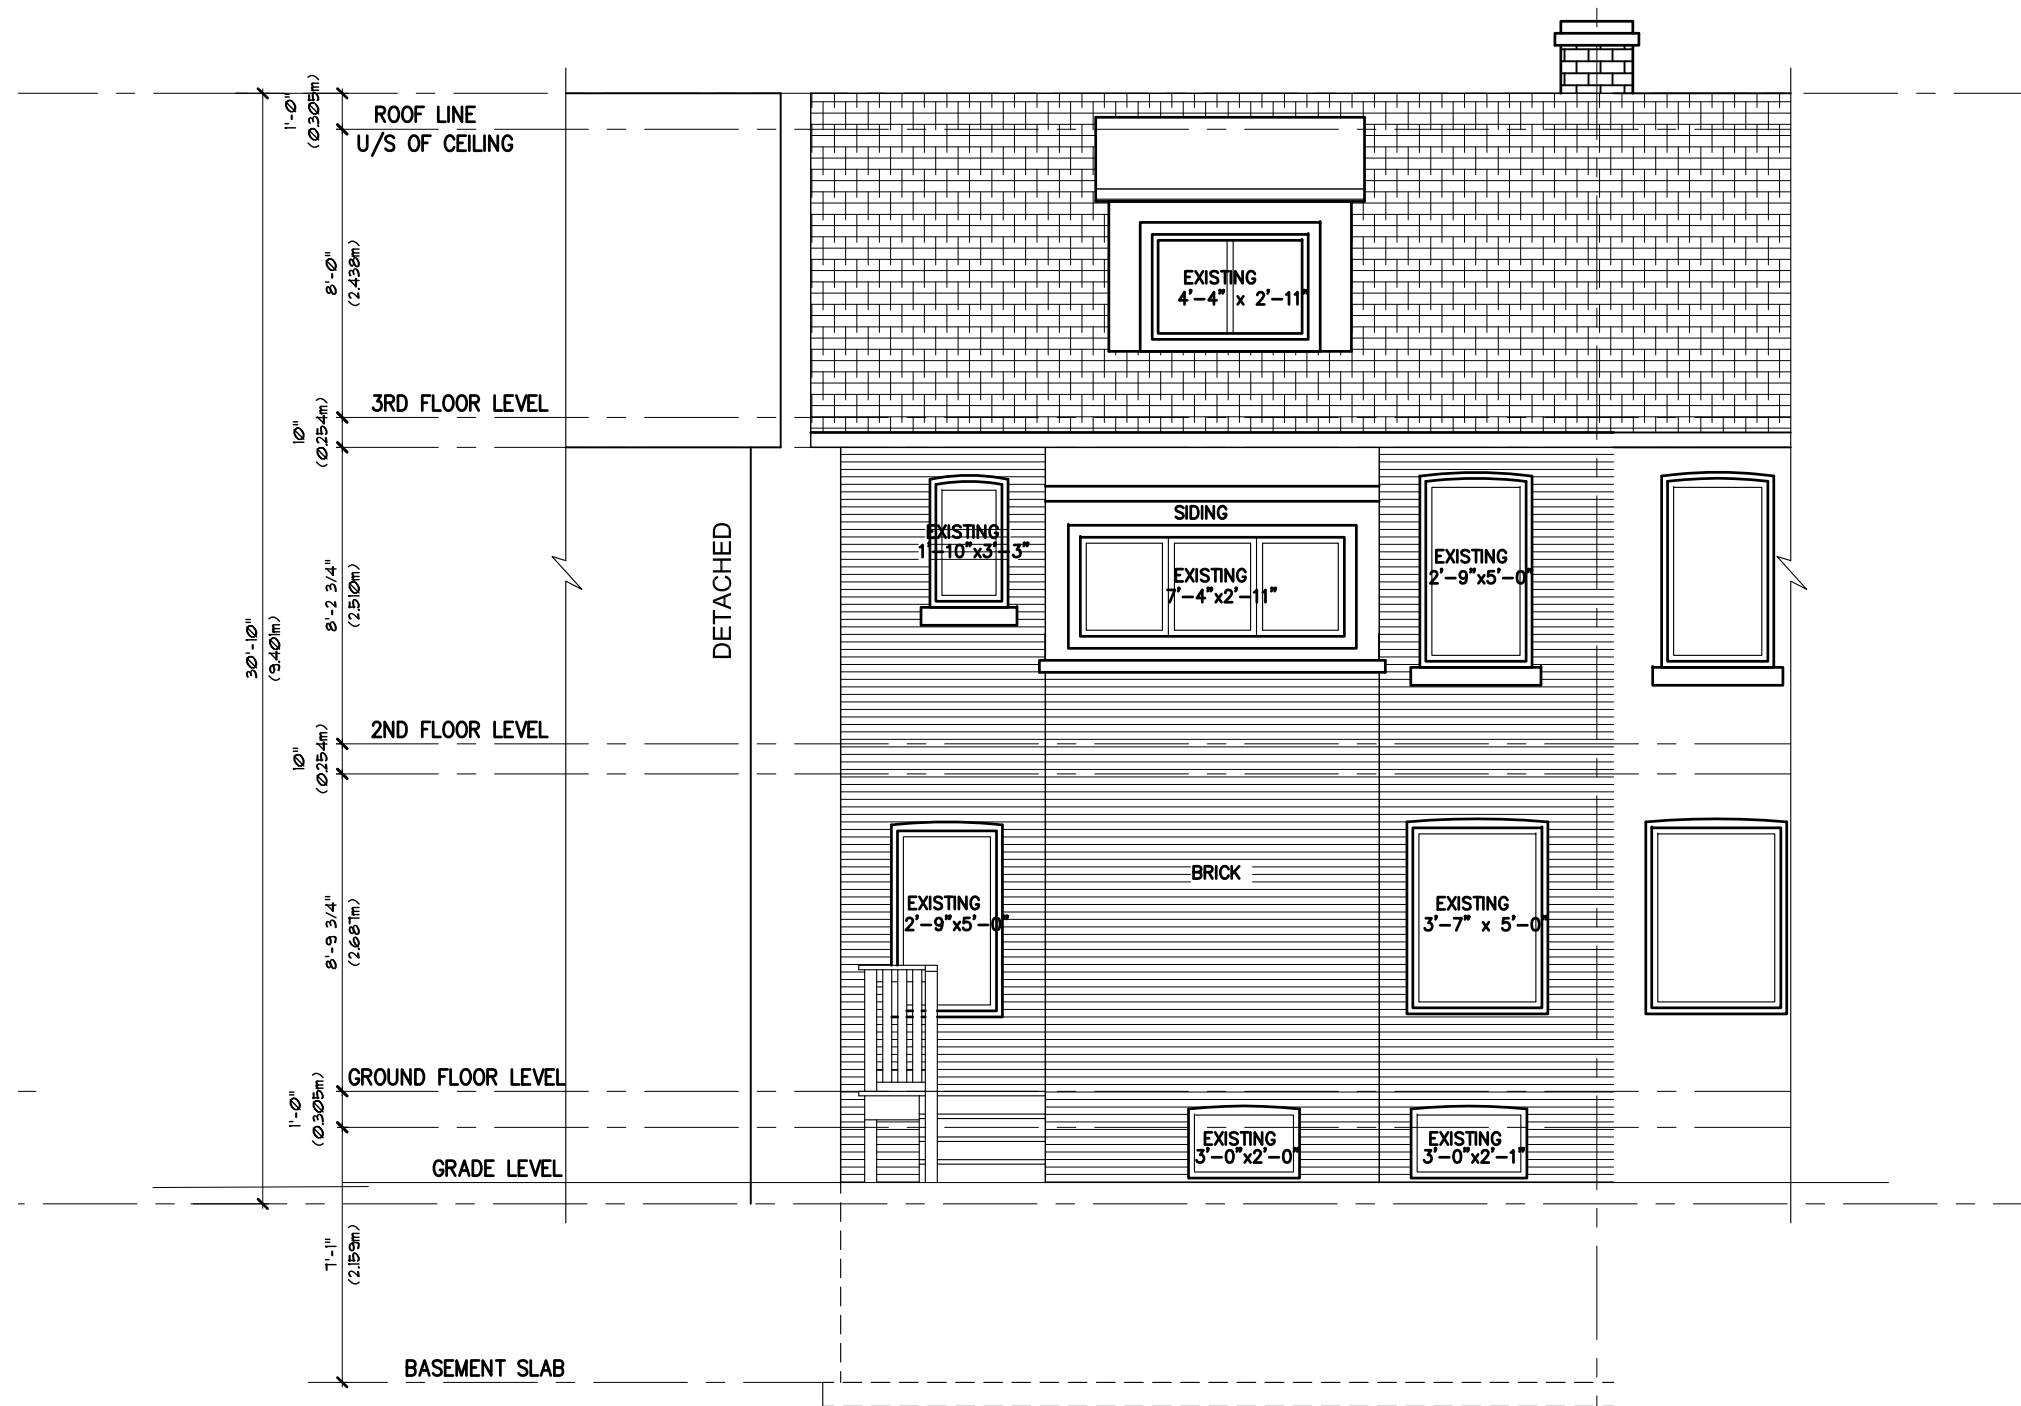 1'-0"
(0.305m)
ROOF LINE
U/S OF CEILING
8'-0"
(2.438m)
EXISTING
4'-4" x 2'-11"
3RD FLOOR LEVEL
10"
(0.254m)
SIDING
EXISTING
1'-10"x3'-3"
EXISTING
7'-4"x2'-11"
EXISTING
2'-9"x5'-0"
DETACHED
8'-2 3/4"
(2.510m)
30'-10"
(9.401m)
2ND FLOOR LEVEL
10"
(0.254m)
BRICK
EXISTING
2'-9"x5'-0"
EXISTING
3'-7" x 5'-0"
8'-9 3/4"
(2.687m)
GROUND FLOOR LEVEL
1'-0"
(0.305m)
EXISTING
3'-0"x2'-0"
EXISTING
3'-0"x2'-1"
GRADE LEVEL
7'-1"
(2.159m)
BASEMENT SLAB